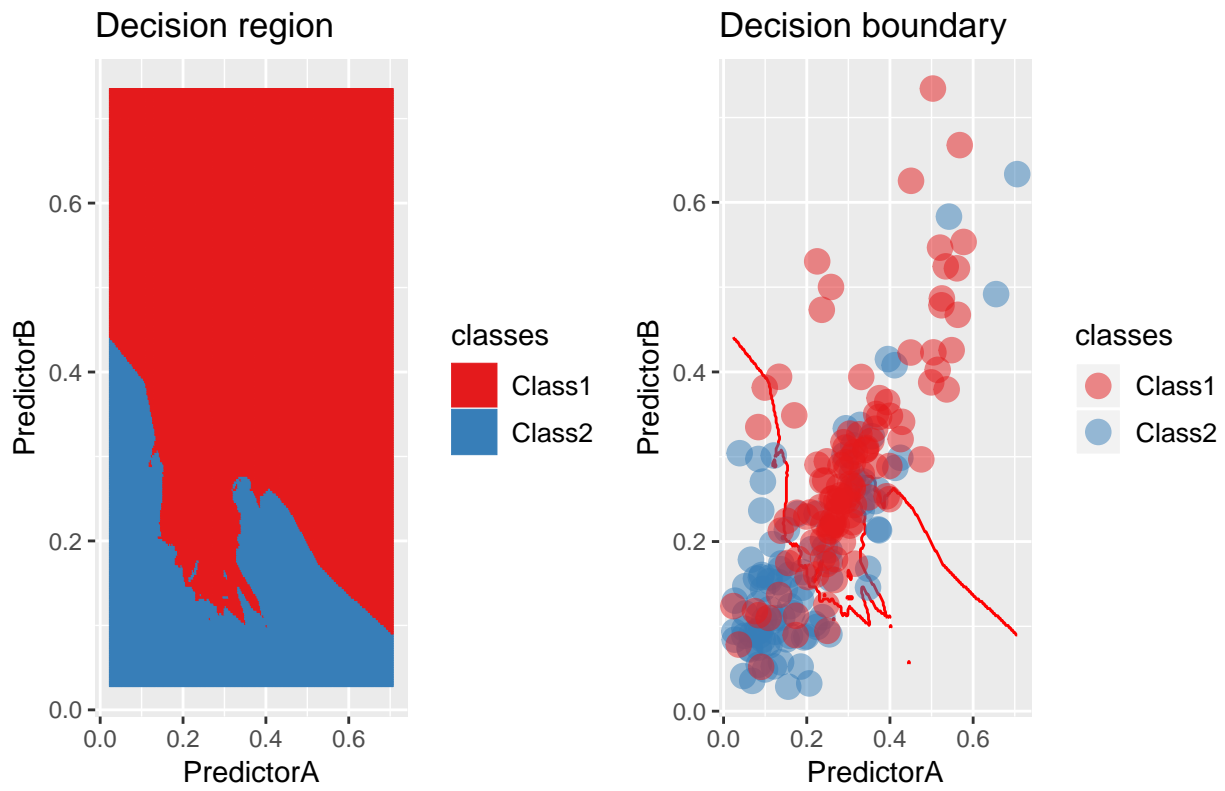 Decision region
PredictorB
0.6
0.4
0.2
0.0
0.0 0.2 0.4 0.6
PredictorA
classes
Class1
Class2
Decision boundary
PredictorB
0.6
0.4
0.2
0.0
0.0 0.2 0.4 0.6
PredictorA
classes
Class1
Class2